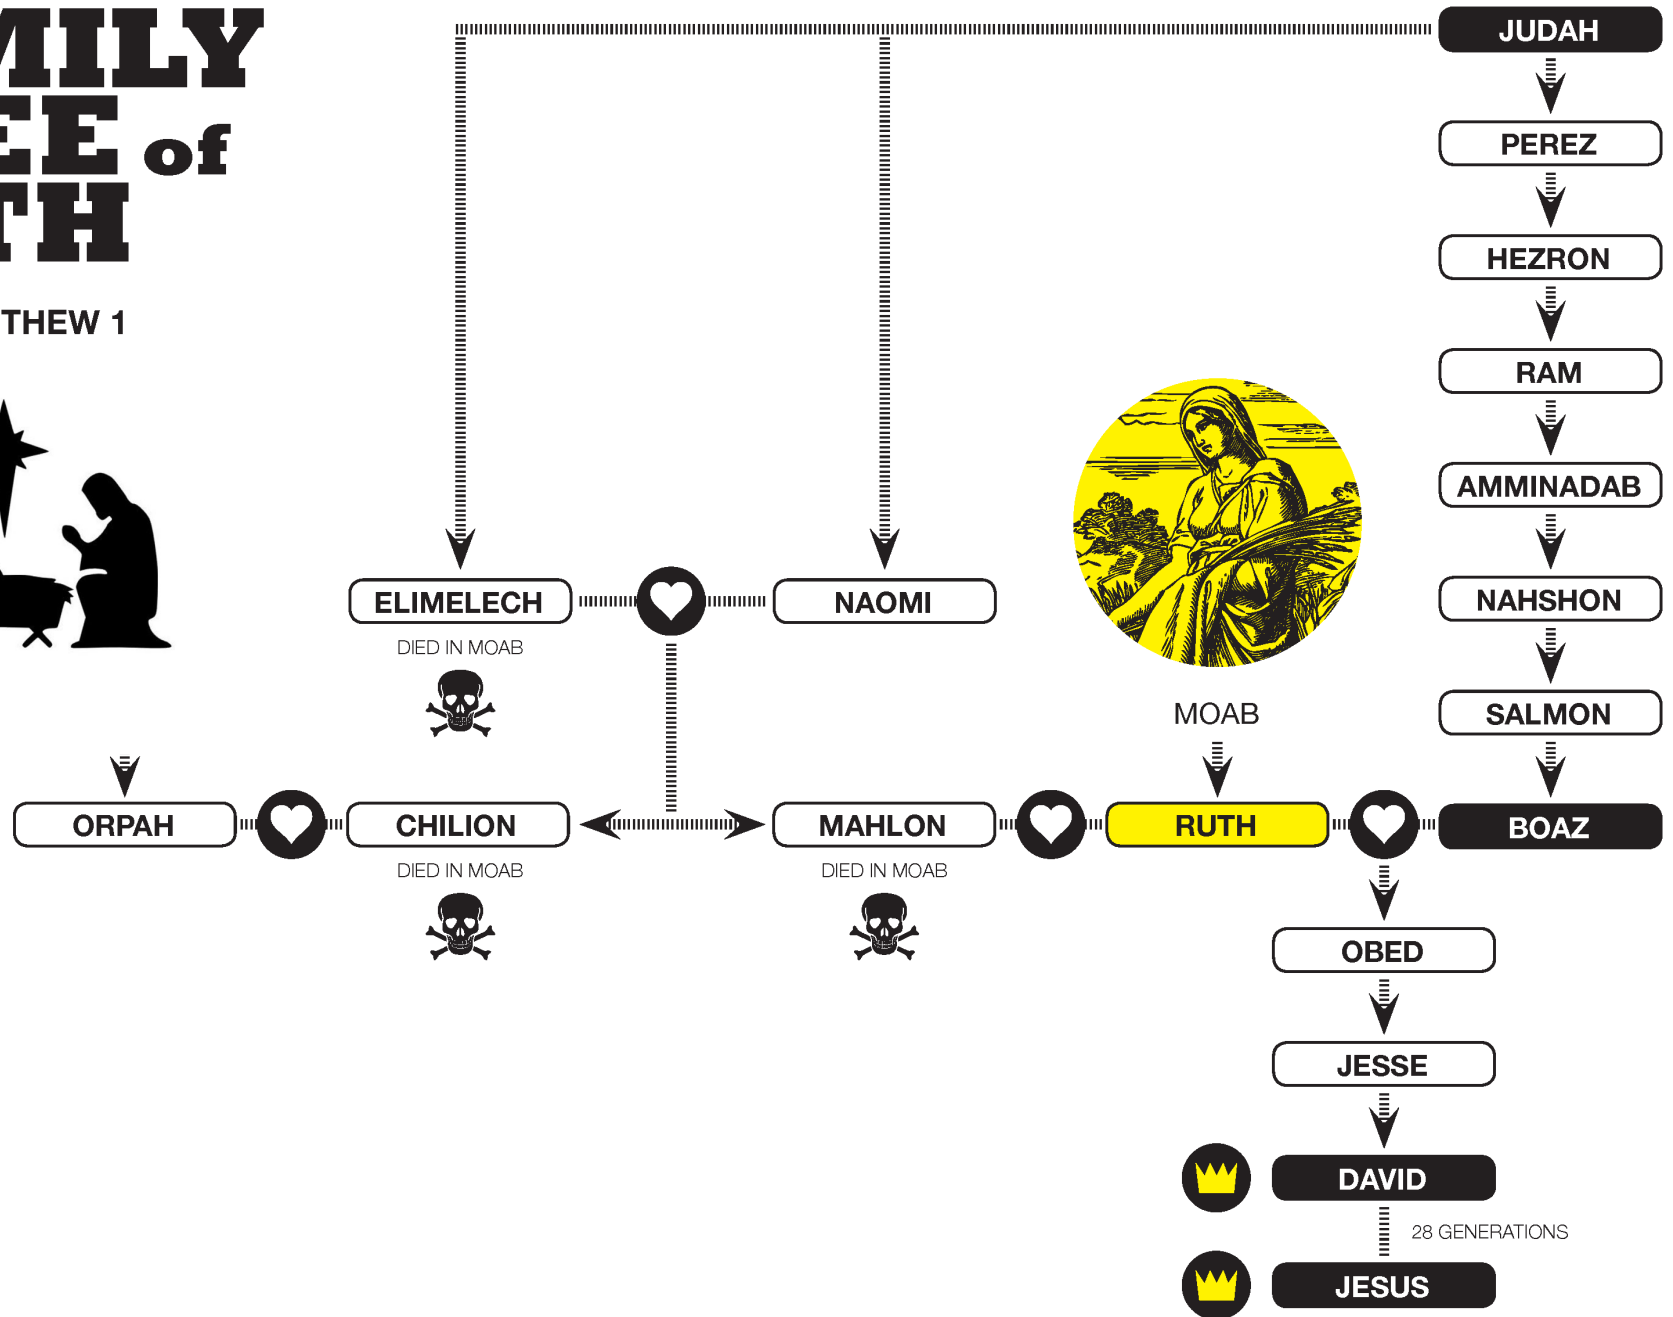 MILY
EE of
TH
THEW 1
JUDAH
PEREZ
HEZRON
RAM
AMMINADAB
NAHSHON
SALMON
ELIMELECH
NAOMI
DIED IN MOAB
MOAB
ORPAH
CHILION
MAHLON
RUTH
BOAZ
DIED IN MOAB
DIED IN MOAB
OBED
JESSE
DAVID
28 GENERATIONS
JESUS